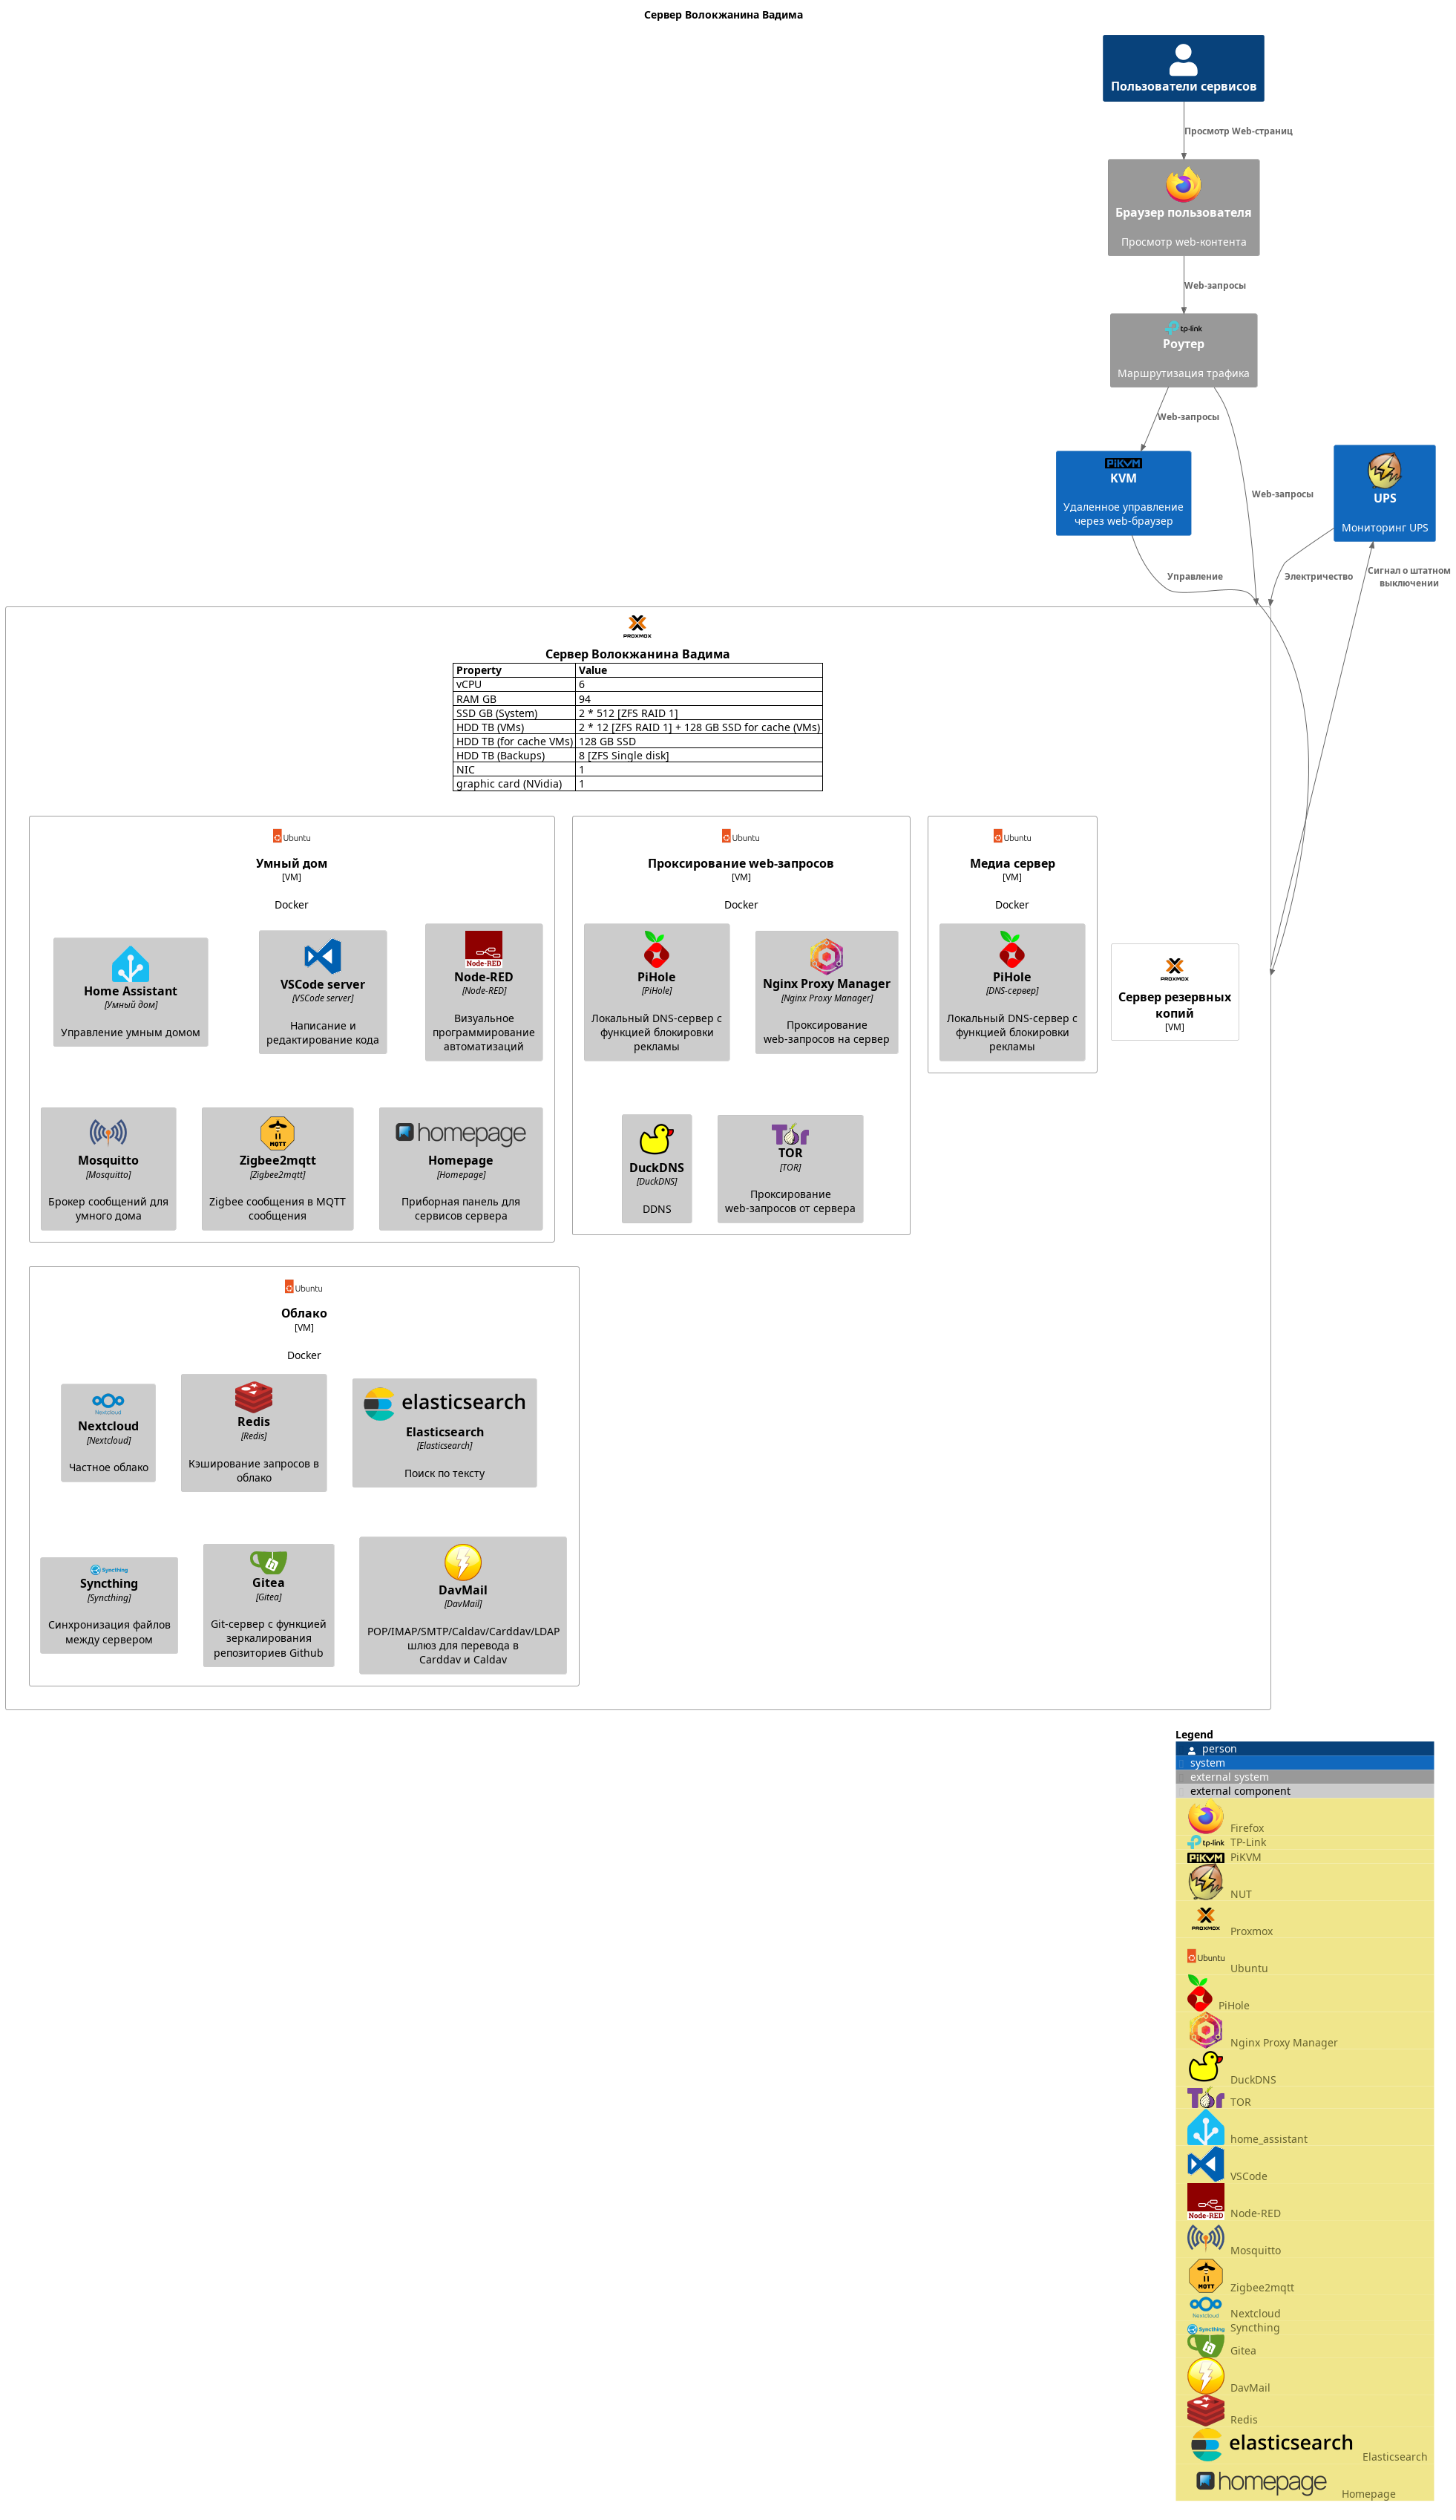 Сервер Волокжанина Вадима
Пользователи сервисов
Просмотр Web-страниц
Браузер пользователя
Просмотр web-контента
Web-запросы
tp-link
Роутер
Маршрутизация трафика
Web-запросы
Web-запросы
PiKVM
KVM
Удаленное управление
через web-браузер
UPS
Мониторинг UPS
Управление
Электричество
Сигнал о штатном
выключении
PROXMOX
Сервер Волокжанина Вадима
Property Value
vCPU 6
RAM GB 94
SSD GB (System) 2 * 512 [ZFS RAID 1]
HDD TB (VMs) 2 * 12 [ZFS RAID 1] + 128 GB SSD for cache (VMs)
HDD TB (for cache VMs) 128 GB SSD
HDD TB (Backups) 8 [ZFS Single disk]
NIC 1
graphic card (NVidia) 1
Ubuntu
Умный дом
[VM]
Docker
Home Assistant
[Умный дом]
Управление умным домом
VSCode server
[VSCode server]
Написание и
редактирование кода
Node-RED
Node-RED
[Node-RED]
Визуальное
программирование
автоматизаций
Mosquitto
[Mosquitto]
Брокер сообщений для
умного дома
MQTT
Zigbee2mqtt
[Zigbee2mqtt]
Zigbee сообщения в MQTT
сообщения
homepage
Homepage
[Homepage]
Приборная панель для
сервисов сервера
Ubuntu
Проксирование web-запросов
[VM]
Docker
PiHole
[PiHole]
Локальный DNS-сервер с
функцией блокировки
рекламы
Nginx Proxy Manager
[Nginx Proxy Manager]
Проксирование
web-запросов на сервер
DuckDNS
[DuckDNS]
DDNS
Tor
TOR
[TOR]
Проксирование
web-запросов от сервера
Ubuntu
Медиа сервер
[VM]
Docker
PiHole
[DNS-сервер]
Локальный DNS-сервер с
функцией блокировки
рекламы
PROXMOX
Сервер резервных
копий
[VM]
Ubuntu
Облако
[VM]
Docker
Nextcloud
Nextcloud
[Nextcloud]
Частное облако
Redis
[Redis]
Кэширование запросов в
облако
elasticsearch
Elasticsearch
[Elasticsearch]
Поиск по тексту
Syncthing
Syncthing
[Syncthing]
Синхронизация файлов
между сервером
Gitea
[Gitea]
Git-сервер с функцией
зеркалирования
репозиториев Github
DavMail
[DavMail]
POP/IMAP/SMTP/Caldav/Carddav/LDAP
шлюз для перевода в
Carddav и Caldav
Legend
person
system
external system
external component
Firefox
tp-link TP-Link
PiKVM PiKVM
NUT
PROXMOX Proxmox
Ubuntu Ubuntu
PiHole
Nginx Proxy Manager
DuckDNS
Tor TOR
home_assistant
VSCode
Node-RED Node-RED
Mosquitto
MQTT Zigbee2mqtt
Nextcloud Nextcloud
Syncthing Syncthing
Gitea
DavMail
Redis
elasticsearch Elasticsearch
homepage Homepage